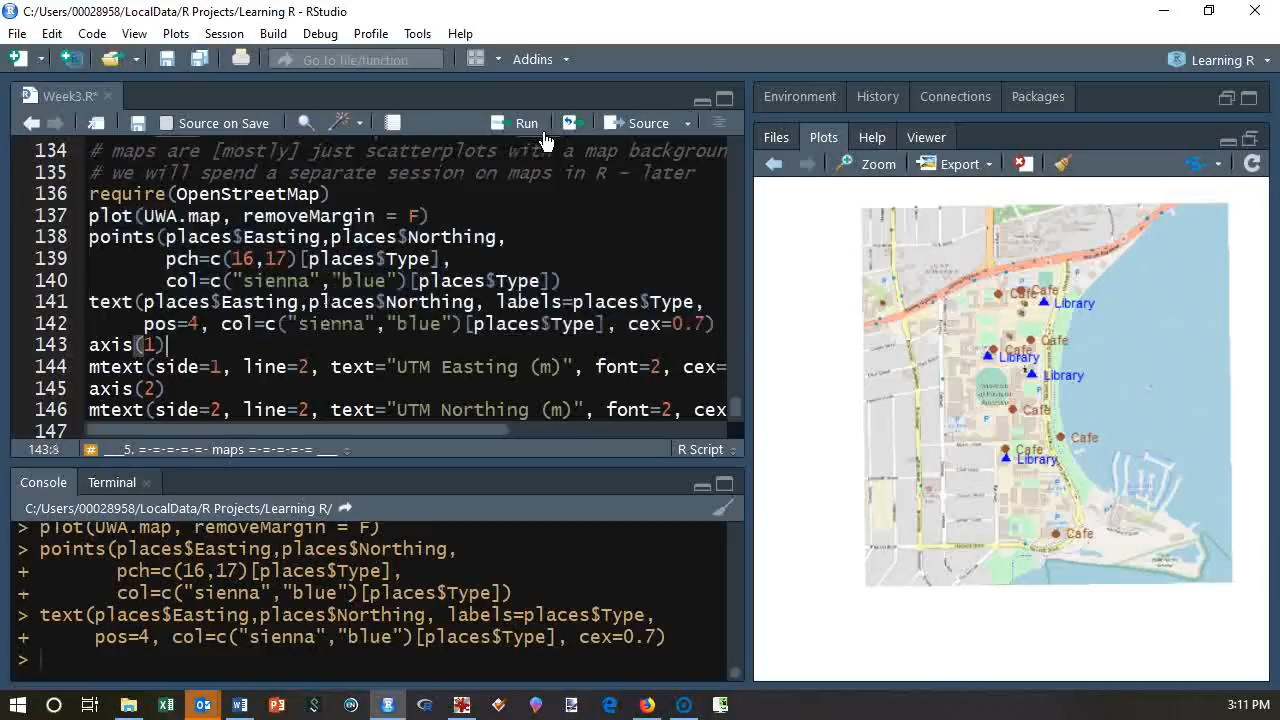 C:/Users/00028958/LocalData/R Projects/Learning R - RStudio
File Edit Code View Plots Session Build Debug Profile Tools Help
Go to file/function Addins Learning R
Week3.R*
Source on Save Run Source
134 # maps are [mostly] just scatterplots with a map backgroun
135 # we will spend a separate session on maps in R – later
136 require(OpenStreetMap)
137 plot(UWA.map, removeMargin = F)
138 points(places$Easting,places$Northing,
139 pch=c(16,17)[places$Type],
140 col=c("sienna","blue")[places$Type])
141 text(places$Easting,places$Northing, labels=places$Type,
142 pos=4, col=c("sienna","blue")[places$Type], cex=0.7)
143 axis(1)
144 mtext(side=1, line=2, text="UTM Easting (m)", font=2, cex=
145 axis(2)
146 mtext(side=2, line=2, text="UTM Northing (m)", font=2, cex
147
143:8 ___5. =-=-=-=-=- maps =-=-=-=-= ___ R Script
Console Terminal
C:/Users/00028958/LocalData/R Projects/Learning R/
> plot(UWA.map, removeMargin = F)
> points(places$Easting,places$Northing,
+ pch=c(16,17)[places$Type],
+ col=c("sienna","blue")[places$Type])
> text(places$Easting,places$Northing, labels=places$Type,
+ pos=4, col=c("sienna","blue")[places$Type], cex=0.7)
>
Environment History Connections Packages
Files Plots Help Viewer
Zoom Export
Cafe Cafe
Library
Cafe
Cafe
Library
Library
Cafe
Cafe
Cafe
Library
Cafe
3:11 PM